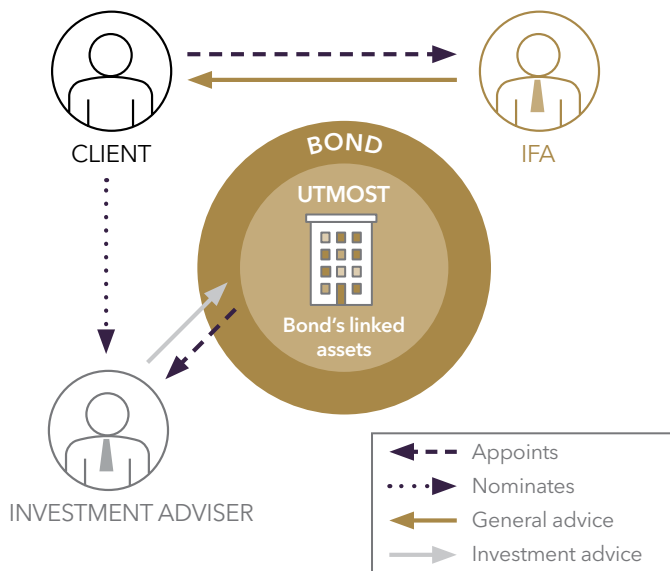 CLIENT
IFA
BOND
UTMOST
Bond's linked
assets
INVESTMENT ADVISER
Appoints
Nominates
General advice
Investment advice